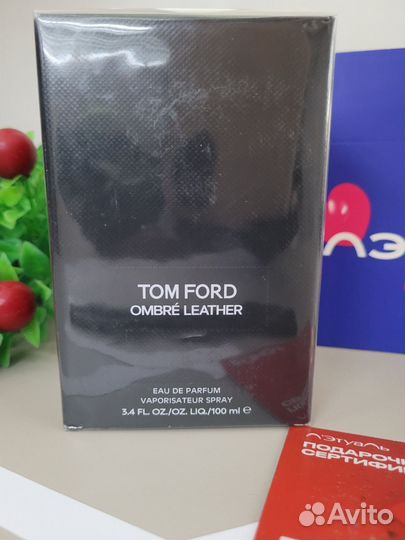 TOM FORD
OMBRÉ LEATHER
EAU DE PARFUM
VAPORISATEUR SPRAY
3.4 FL. OZ./OZ. LIQ./100 ml e
Л'Этуаль
ПОДАРОЧ
СЕРТИФИ
Avito